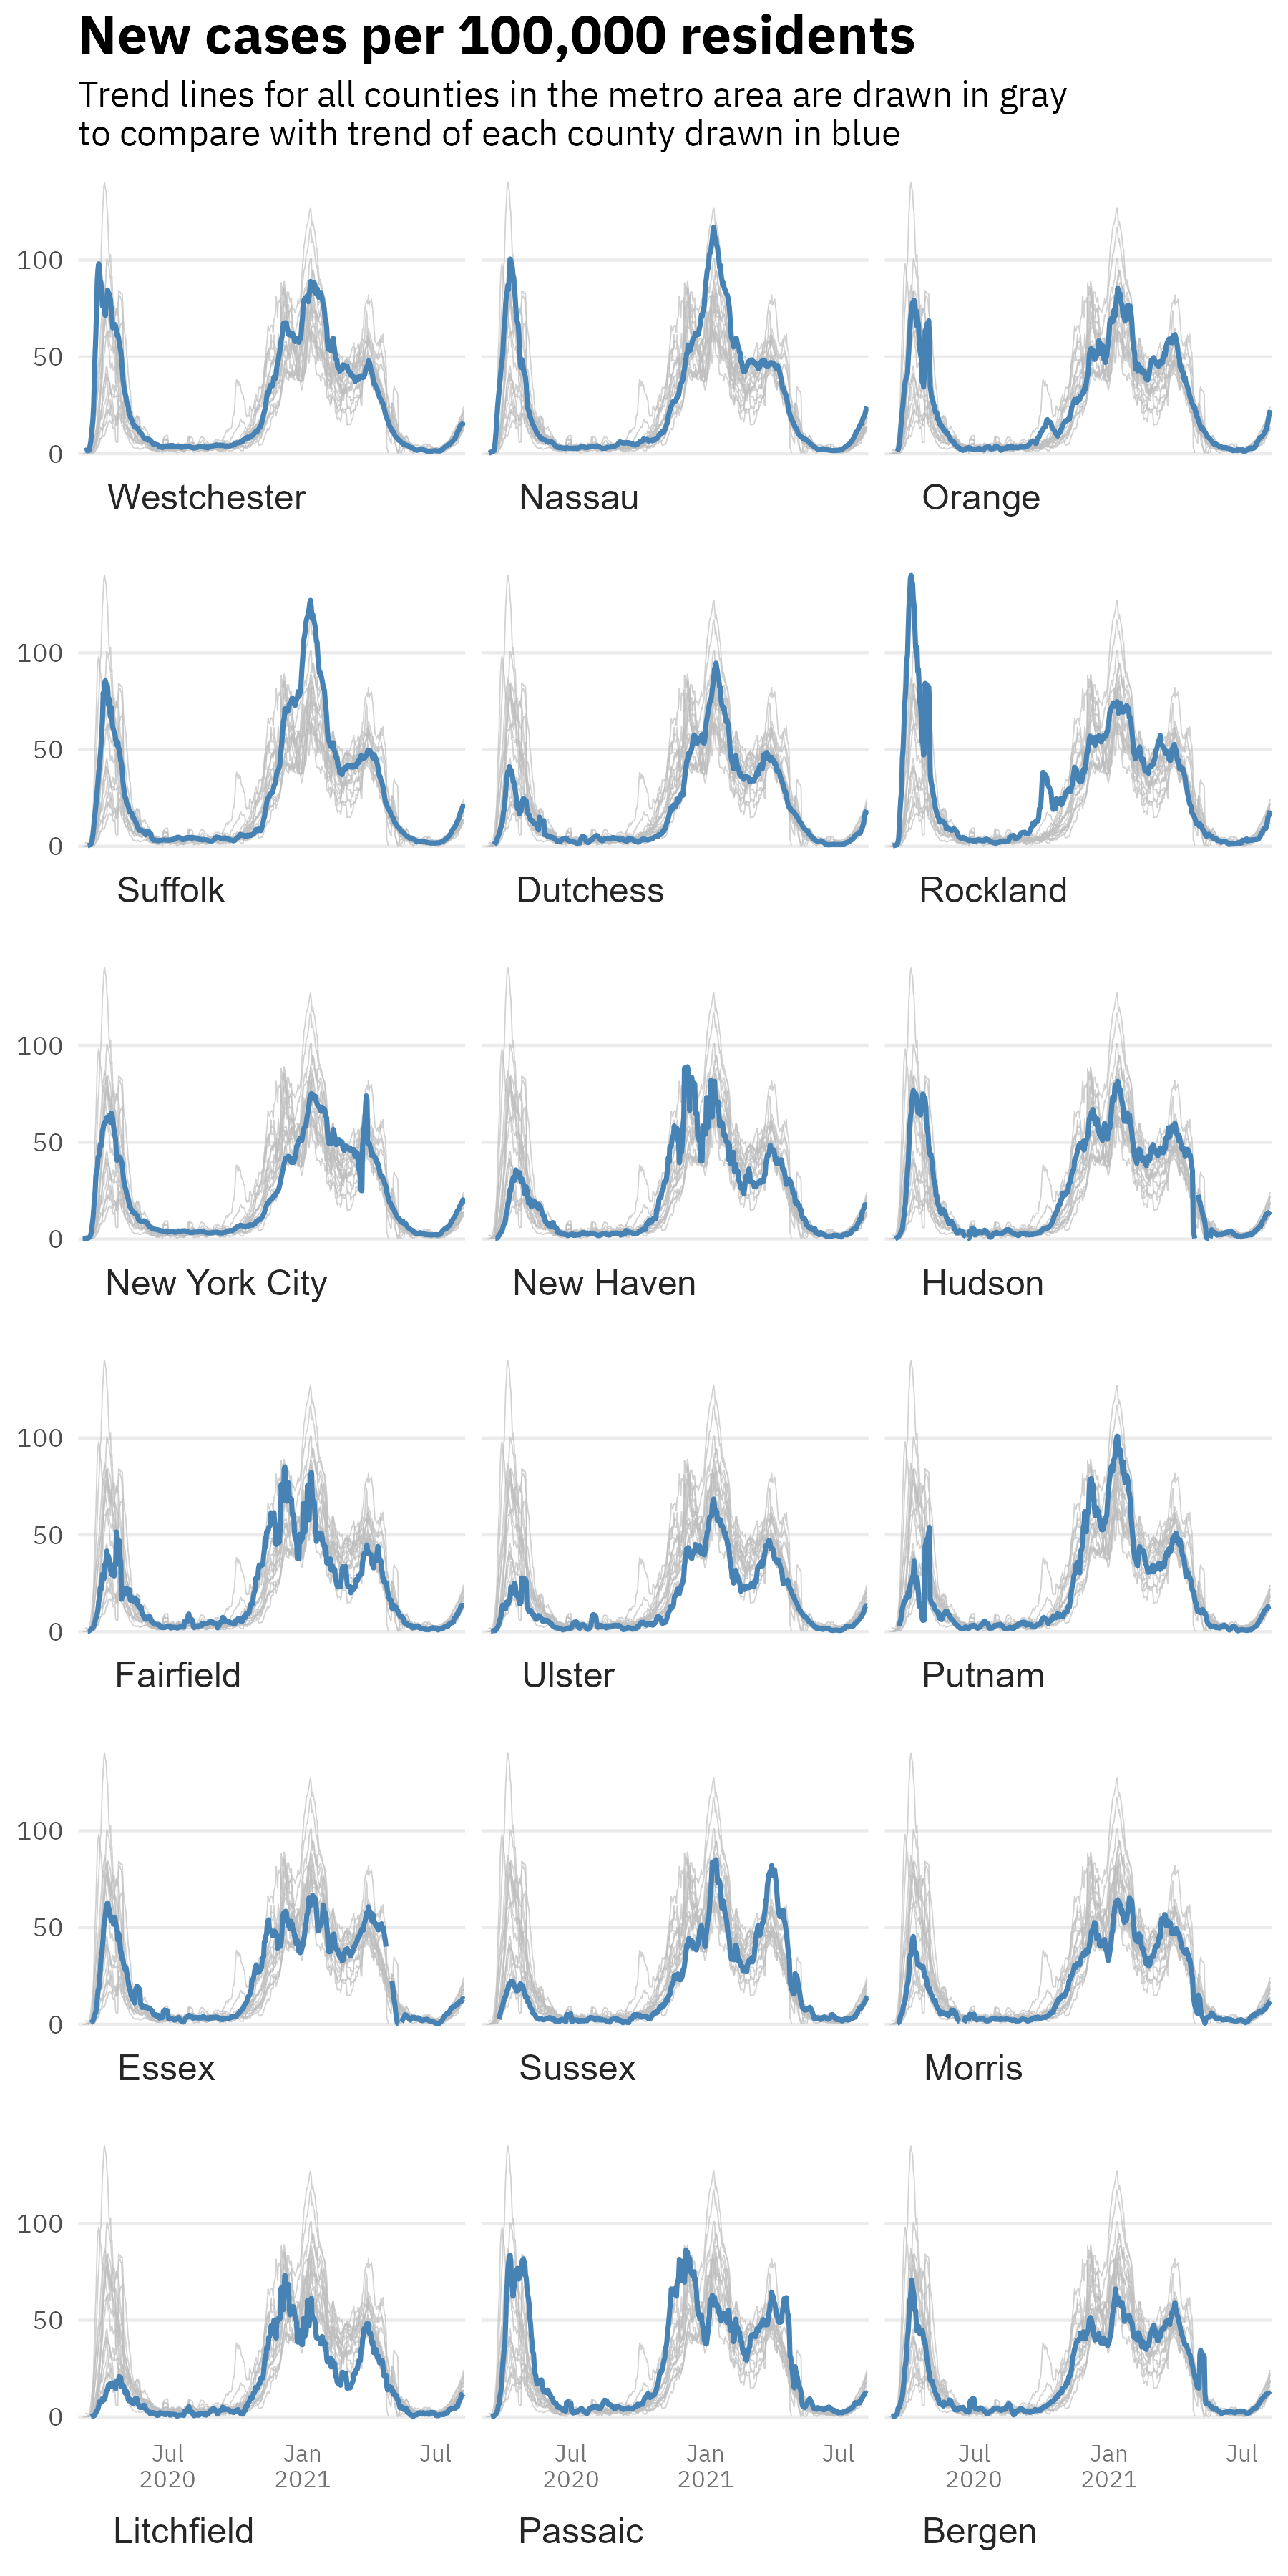 New cases per 100,000 residents
Trend lines for all counties in the metro area are drawn in gray
to compare with trend of each county drawn in blue
100
50
0
Westchester Nassau Orange
100
50
0
Suffolk Dutchess Rockland
100
50
0
New York City New Haven Hudson
100
50
0
Fairfield Ulster Putnam
100
50
0
Essex Sussex Morris
100
50
0
Jul Jan Jul Jul Jan Jul Jul Jan Jul
2020 2021 2020 2021 2020 2021
Litchfield Passaic Bergen